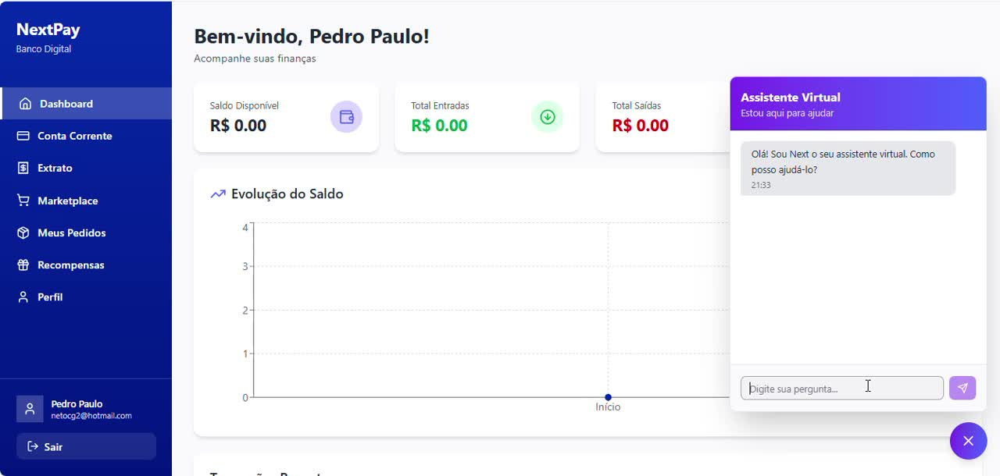 NextPay
Banco Digital
Dashboard
Conta Corrente
Extrato
Marketplace
Meus Pedidos
Recompensas
Perfil
Pedro Paulo
netocg2@hotmail.com
Sair
Bem-vindo, Pedro Paulo!
Acompanhe suas finanças
Saldo Disponível
R$ 0.00
Total Entradas
R$ 0.00
Total Saídas
R$ 0.00
Evolução do Saldo
4
3
2
1
0
Início
Assistente Virtual
Estou aqui para ajudar
Olá! Sou Next o seu assistente virtual. Como
posso ajudá-lo?
21:33
Digite sua pergunta...